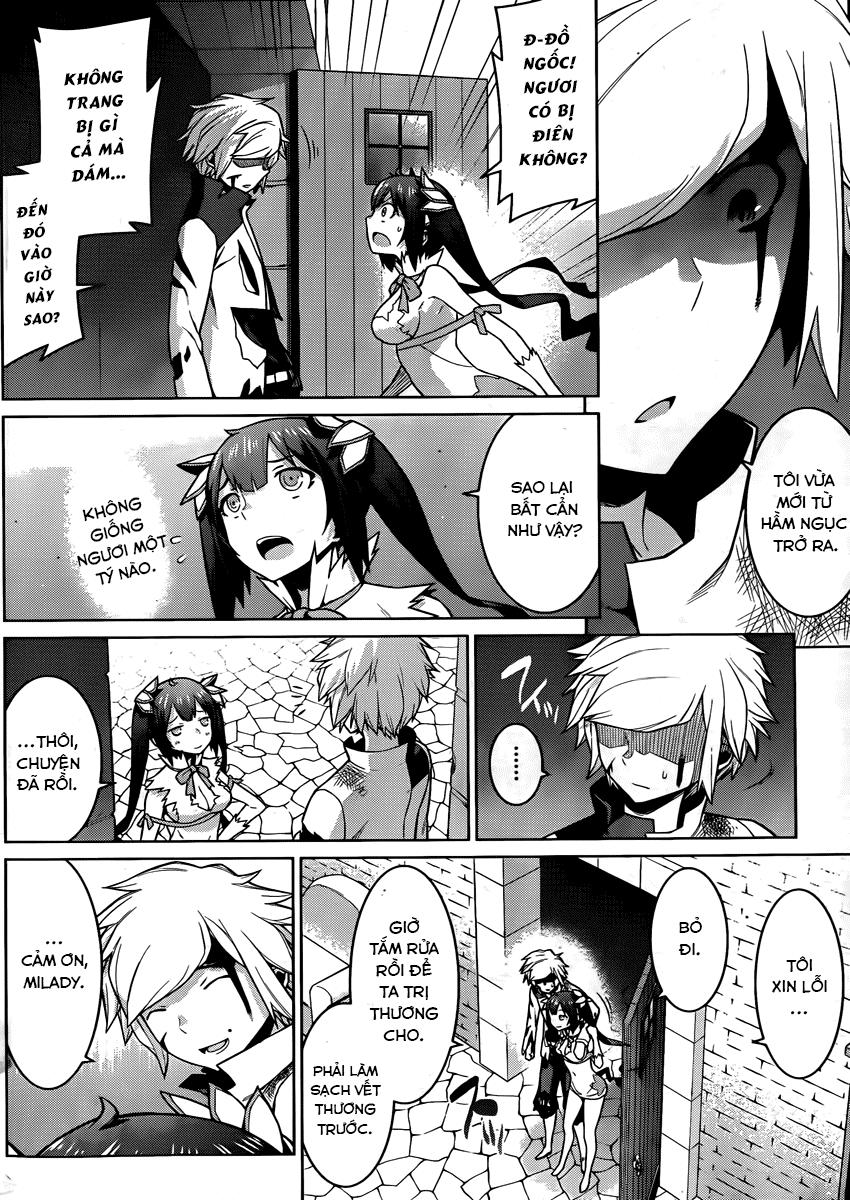 TÔI VỪA
MỚI TỪ
HẦM NGỤC
TRỞ RA.
Đ-ĐỒ
NGỐC!
NGƯƠI
CÓ BỊ
ĐIÊN
KHÔNG?
KHÔNG
TRANG
BỊ GÌ
CẢ MÀ
DÁM...
ĐẾN
ĐÓ
VÀO
GIỜ
NÀY
SAO?
SAO LẠI
BẤT CẨN
NHƯ VẬY?
KHÔNG
GIỐNG
NGƯƠI MỘT
TÝ NÀO.
.......
...THÔI,
CHUYỆN
ĐÃ RỒI.
TÔI
XIN LỖI
...
BỎ
ĐI.
GIỜ
TẮM RỬA
RỒI ĐỂ
TA TRỊ
THƯƠNG
CHO.
PHẢI LÀM
SẠCH VẾT
THƯƠNG
TRƯỚC.
...
CẢM ƠN,
MILADY.